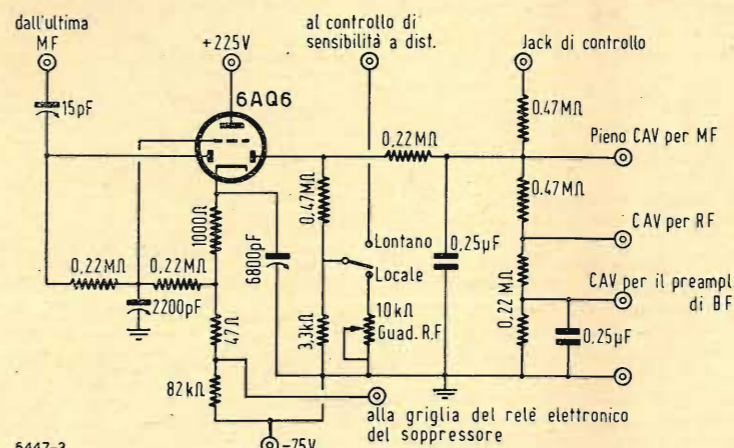 dall'ultima
MF
+225V
al controllo di
sensibilità a dist.
Jack di controllo
15pF
6AQ6
0.47MΩ
0,22MΩ
Pieno CAV per MF
0.47MΩ
0.47MΩ
1000Ω
CAV per RF
Lontano
0,25µF
6800pF
Locale
0,22MΩ
0,22MΩ
0,22 MΩ
CAV per il preampl
di BF
2200pF
10kΩ
Guad. R.F
47Ω
3,3kΩ
0,25µF
82kΩ
alla griglia del relè elettronico
del soppressore
-75V
6447-3